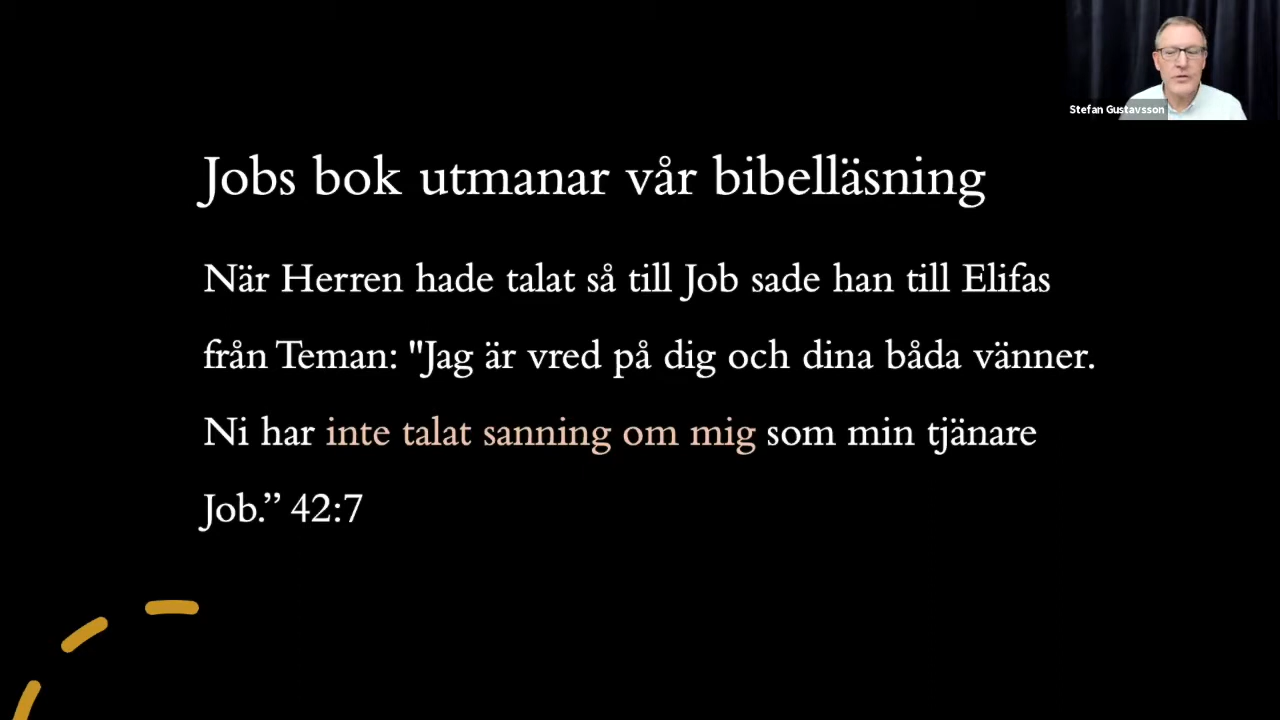 Stefan Gustavsson
Jobs bok utmanar vår bibelläsning
När Herren hade talat så till Job sade han till Elifas
från Teman: "Jag är vred på dig och dina båda vänner.
Ni har inte talat sanning om mig som min tjänare
Job.” 42:7